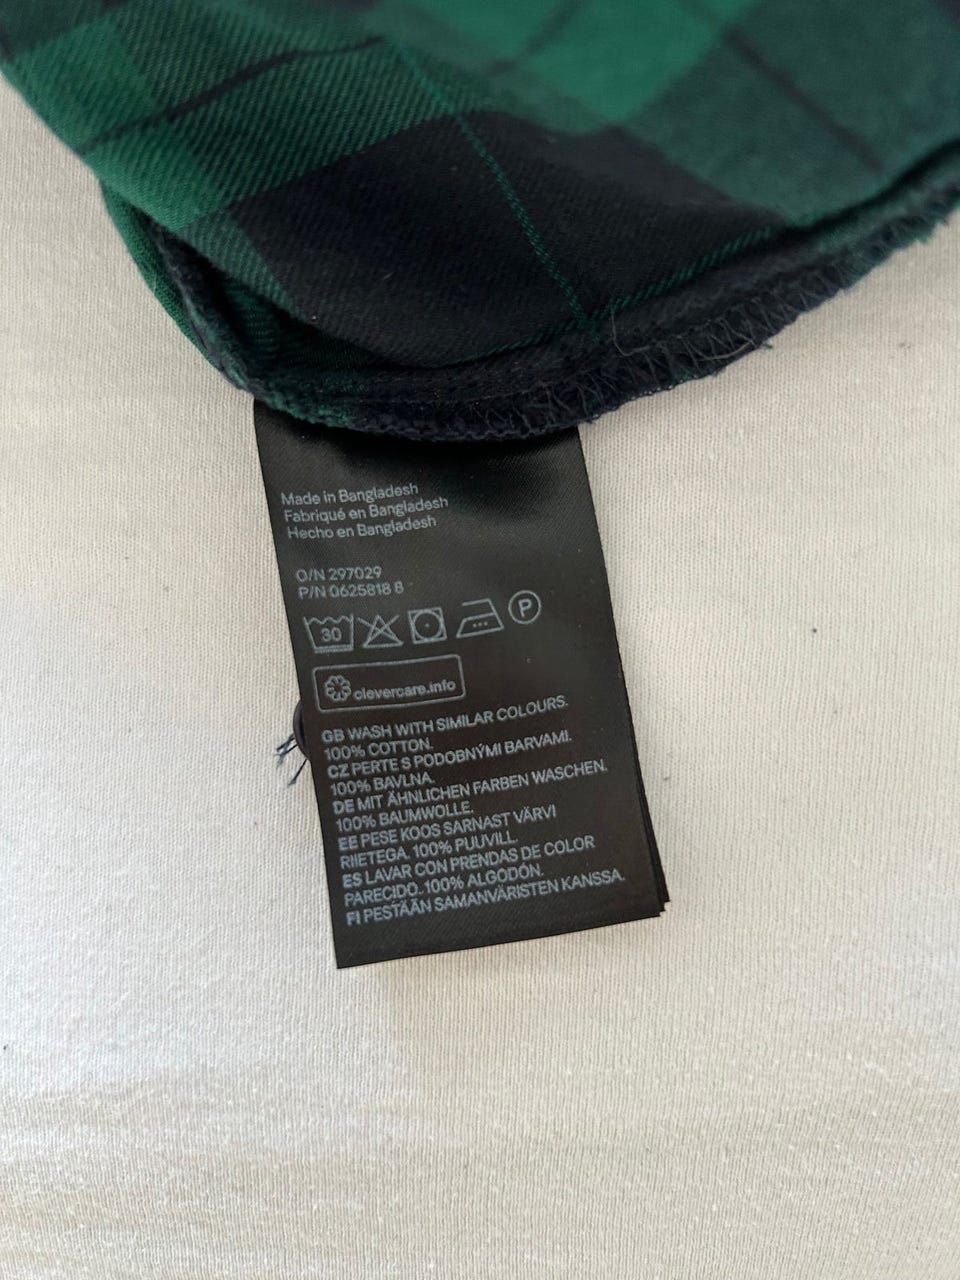 Made in Bangladesh
Fabriqué en Bangladesh
Hecho en Bangladesh
O/N 297029
P/N 0625818 8
30 P
clevercare.info
GB WASH WITH SIMILAR COLOURS.
100% COTTON.
CZ PERTE S PODOBNÝMI BARVAMI.
100% BAVLNA.
DE MIT ÄHNLICHEN FARBEN WASCHEN.
100% BAUMWOLLE.
EE PESE KOOS SARNAST VÄRVI
RIIETEGA. 100% PUUVILL.
ES LAVAR CON PRENDAS DE COLOR
PARECIDO. 100% ALGODÓN.
FI PESTÄÄN SAMANVÄRISTEN KANSSA.